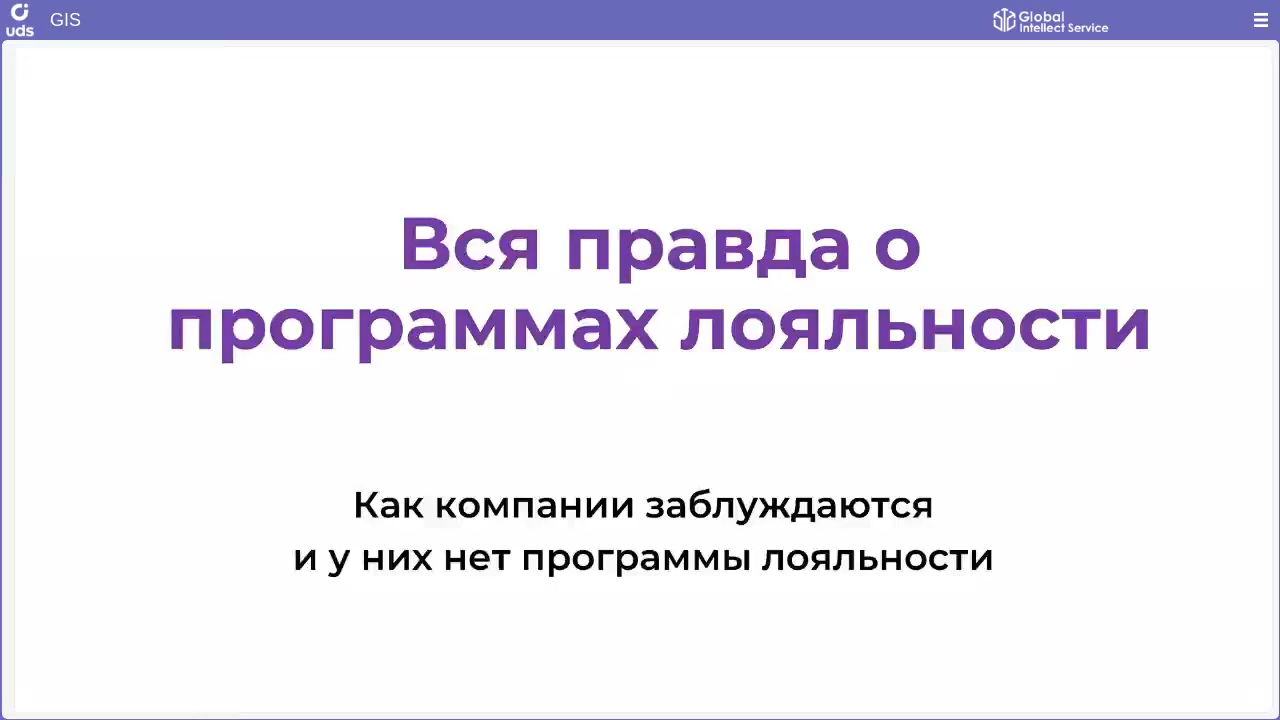 uds
GIS
Global
Intellect Service
Вся правда о
программах лояльности
Как компании заблуждаются
и у них нет программы лояльности